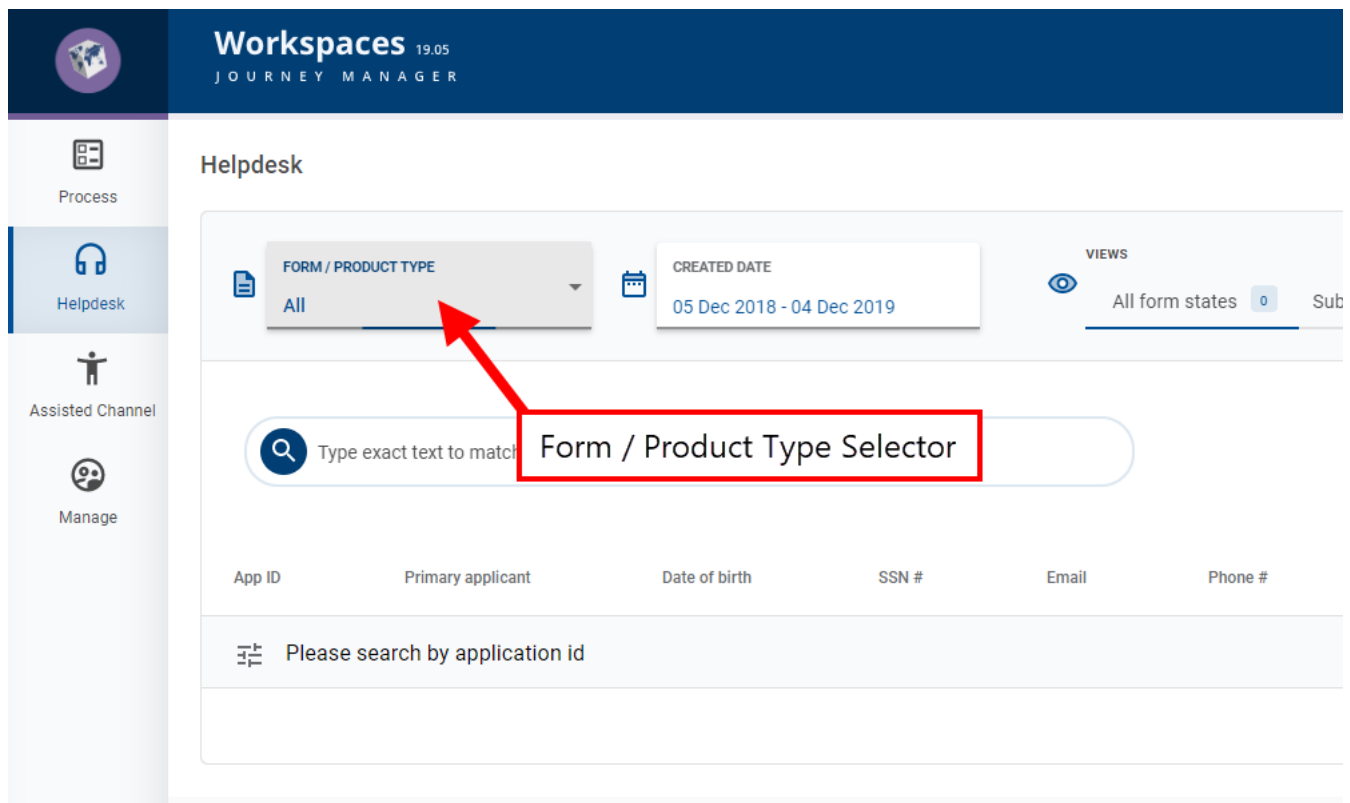 Workspaces 19.05
JOURNEY MANAGER
Process
Helpdesk
Assisted Channel
Manage
Helpdesk
FORM / PRODUCT TYPE
All
CREATED DATE
05 Dec 2018 - 04 Dec 2019
VIEWS
All form states 0 Sub
Type exact text to match
Form / Product Type Selector
App ID Primary applicant Date of birth SSN # Email Phone #
Please search by application id